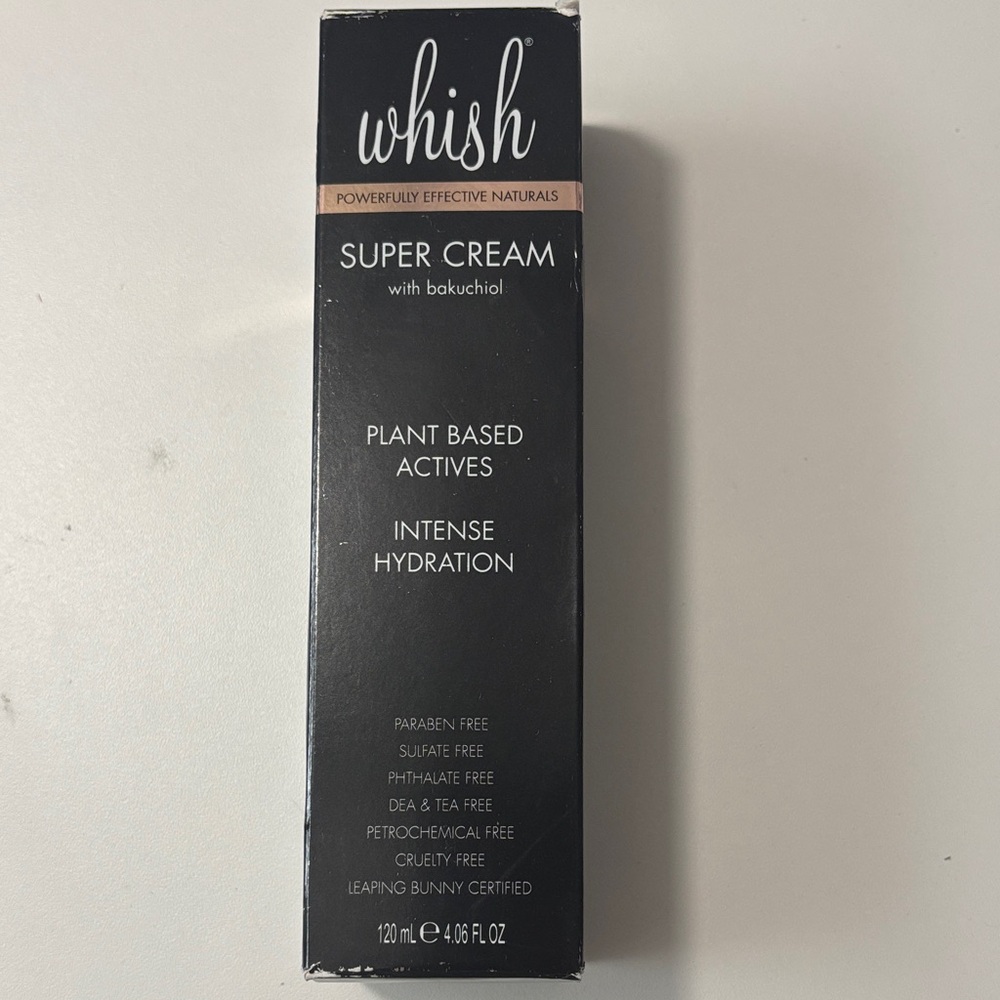 whish®
POWERFULLY EFFECTIVE NATURALS
SUPER CREAM
with bakuchiol
PLANT BASED
ACTIVES
INTENSE
HYDRATION
PARABEN FREE
SULFATE FREE
PHTHALATE FREE
DEA & TEA FREE
PETROCHEMICAL FREE
CRUELTY FREE
LEAPING BUNNY CERTIFIED
120 mL ℮ 4.06 FL OZ